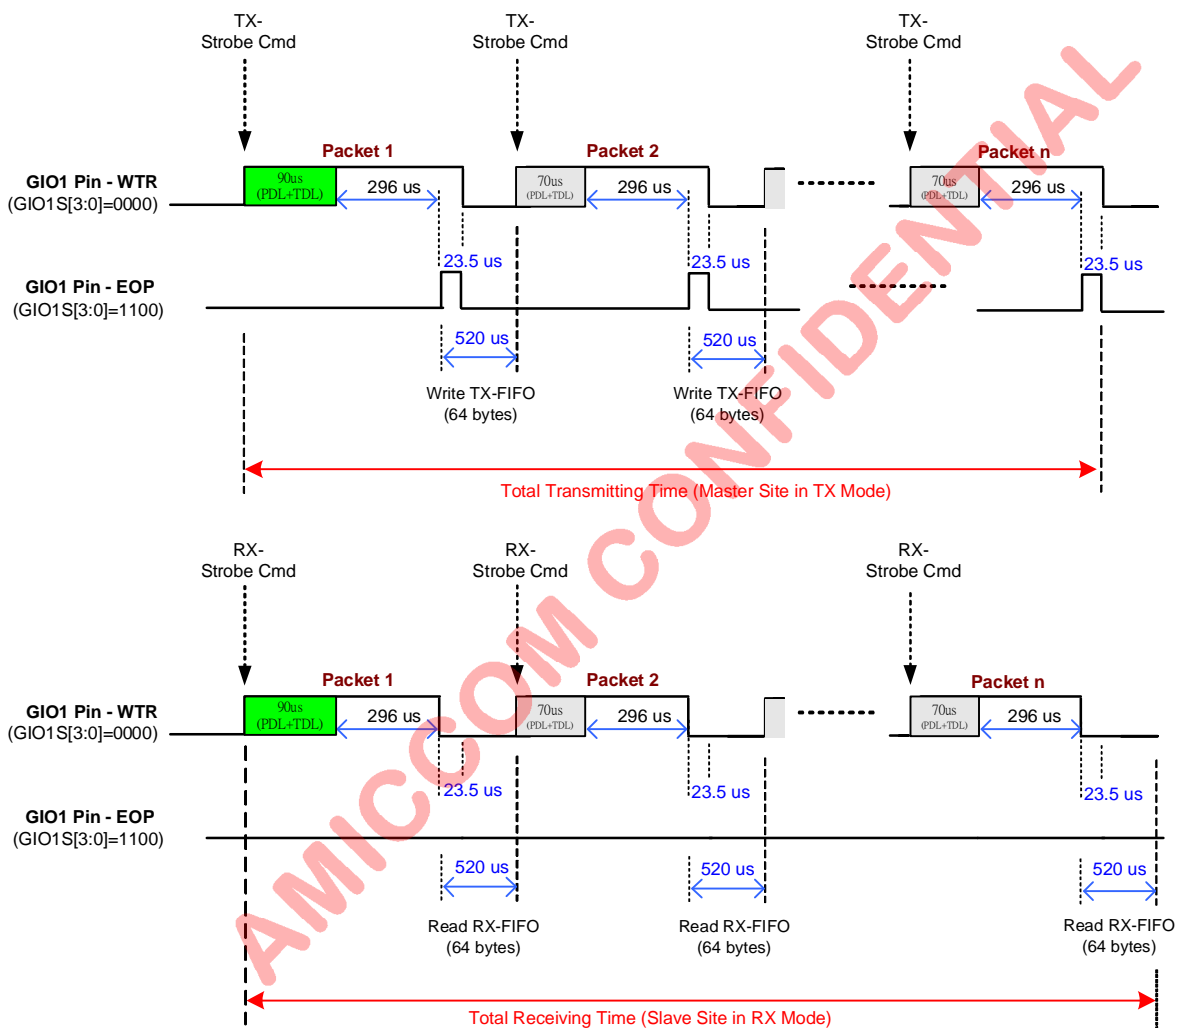 TX-
Strobe Cmd
TX-
Strobe Cmd
TX-
Strobe Cmd
Packet 1
Packet 2
Packet n
GIO1 Pin - WTR
(GIO1S[3:0]=0000)
90us
(PDL+TDL)
296 us
70us
(PDL+TDL)
296 us
70us
(PDL+TDL)
296 us
23.5 us
23.5 us
23.5 us
GIO1 Pin - EOP
(GIO1S[3:0]=1100)
520 us
520 us
Write TX-FIFO
(64 bytes)
Write TX-FIFO
(64 bytes)
Total Transmitting Time (Master Site in TX Mode)
RX-
Strobe Cmd
RX-
Strobe Cmd
RX-
Strobe Cmd
Packet 1
Packet 2
Packet n
GIO1 Pin - WTR
(GIO1S[3:0]=0000)
90us
(PDL+TDL)
296 us
70us
(PDL+TDL)
296 us
70us
(PDL+TDL)
296 us
23.5 us
23.5 us
23.5 us
GIO1 Pin - EOP
(GIO1S[3:0]=1100)
520 us
520 us
520 us
Read RX-FIFO
(64 bytes)
Read RX-FIFO
(64 bytes)
Read RX-FIFO
(64 bytes)
Total Receiving Time (Slave Site in RX Mode)
AMICCOM CONFIDENTIAL